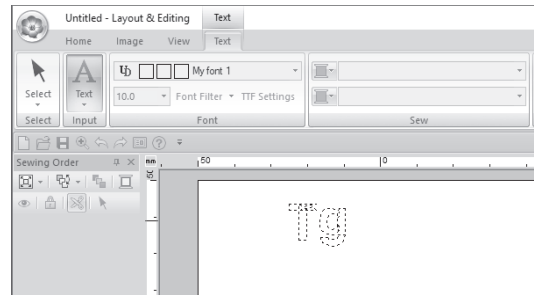 Untitled - Layout & Editing Text
Home Image View Text
My font 1
Select Text 10.0 Font Filter TTF Settings
Select Input Font Sew
Sewing Order mm 50 0
50
Tg